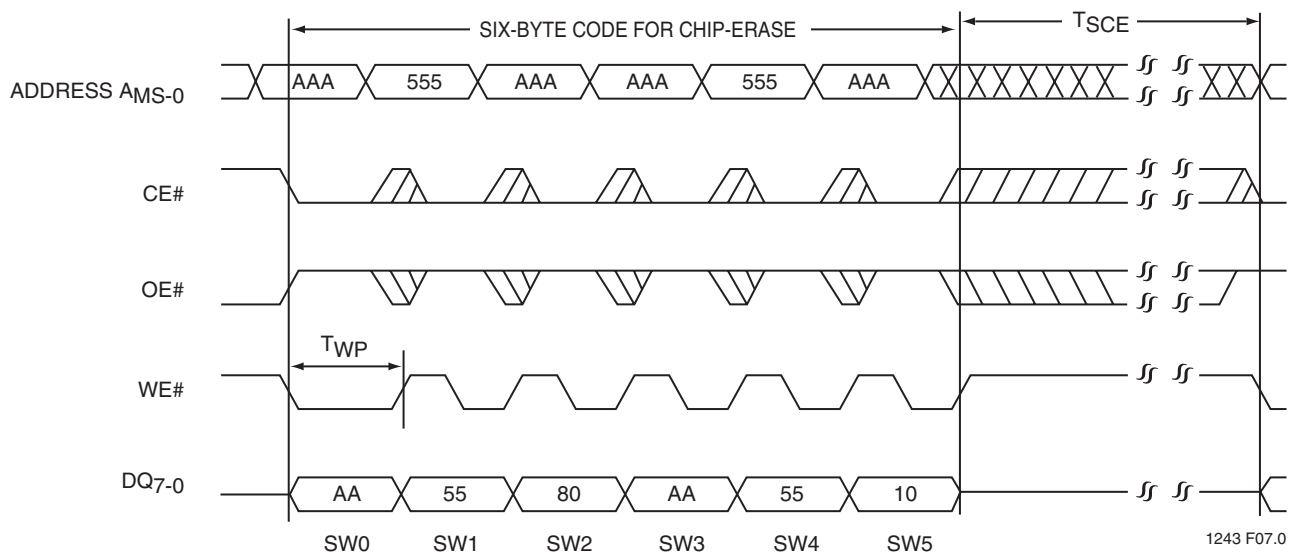 SIX-BYTE CODE FOR CHIP-ERASE
TSCE
ADDRESS AMS-0
AAA 555 AAA AAA 555 AAA
CE#
OE#
TWP
WE#
DQ7-0
AA 55 80 AA 55 10
SW0 SW1 SW2 SW3 SW4 SW5
1243 F07.0